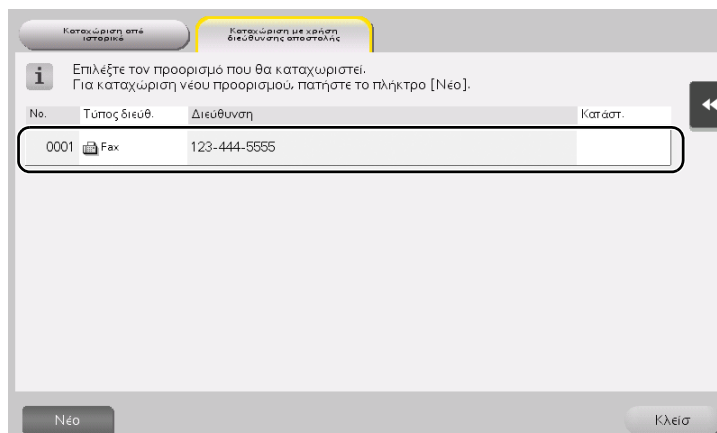 Καταχώριση από
ιστορικό
Καταχώριση με χρήση
διεύθυνσης αποστολής
Επιλέξτε τον προορισμό που θα καταχωριστεί.
Για καταχώριση νέου προορισμού, πατήστε το πλήκτρο [Νέο].
No. Τύπος διεύθ. Διεύθυνση Κατάστ.
0001 Fax 123-444-5555
Νέο Κλείσ